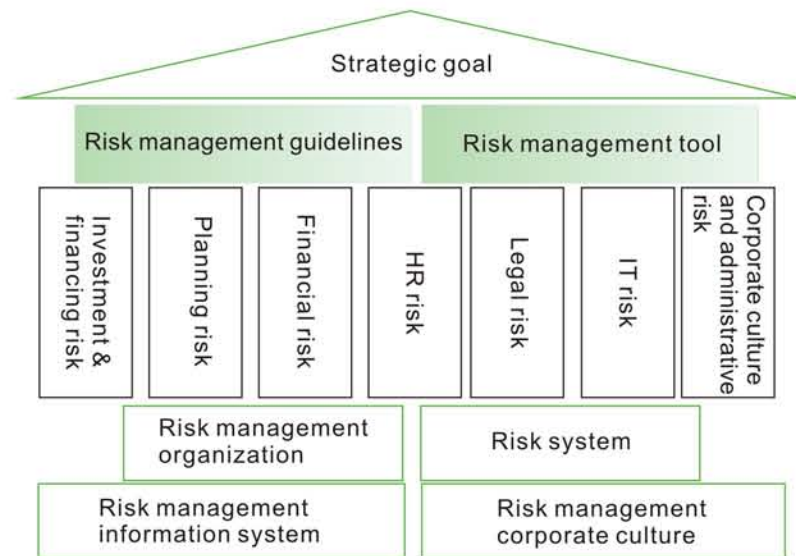 Strategic goal
Risk management guidelines
Risk management tool
Investment &
financing risk
Planning risk
Financial risk
HR risk
Legal risk
IT risk
Corporate culture
and administrative
risk
Risk management
organization
Risk system
Risk management
information system
Risk management
corporate culture